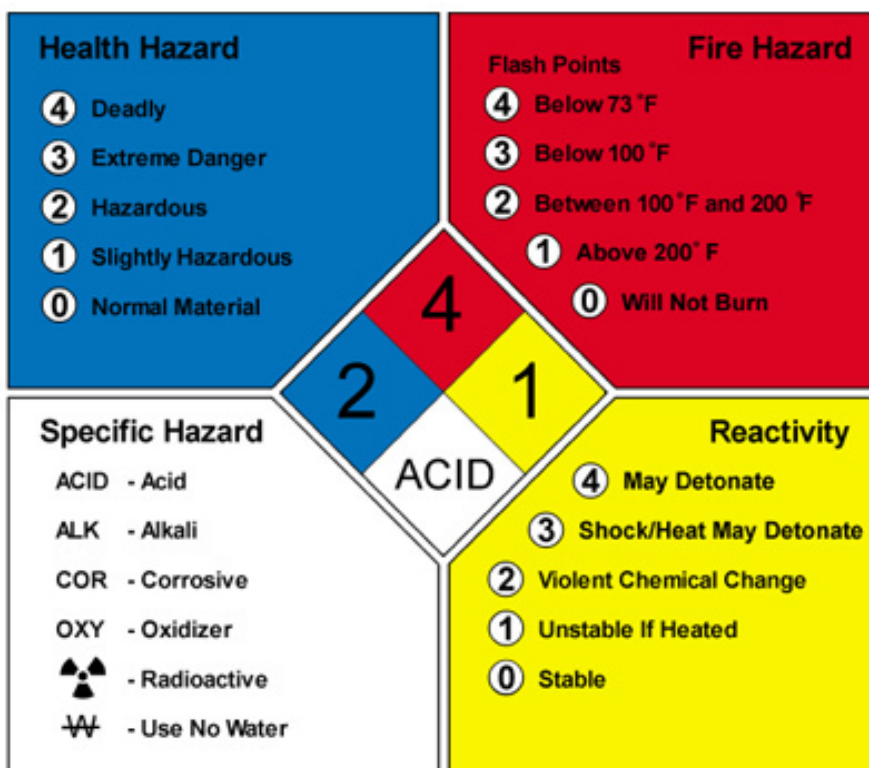 Health Hazard
4 Deadly
3 Extreme Danger
2 Hazardous
1 Slightly Hazardous
0 Normal Material
Fire Hazard
Flash Points
4 Below 73°F
3 Below 100°F
2 Between 100°F and 200°F
1 Above 200°F
0 Will Not Burn
4
2
1
ACID
Specific Hazard
ACID - Acid
ALK - Alkali
COR - Corrosive
OXY - Oxidizer
- Radioactive
W - Use No Water
Reactivity
4 May Detonate
3 Shock/Heat May Detonate
2 Violent Chemical Change
1 Unstable If Heated
0 Stable